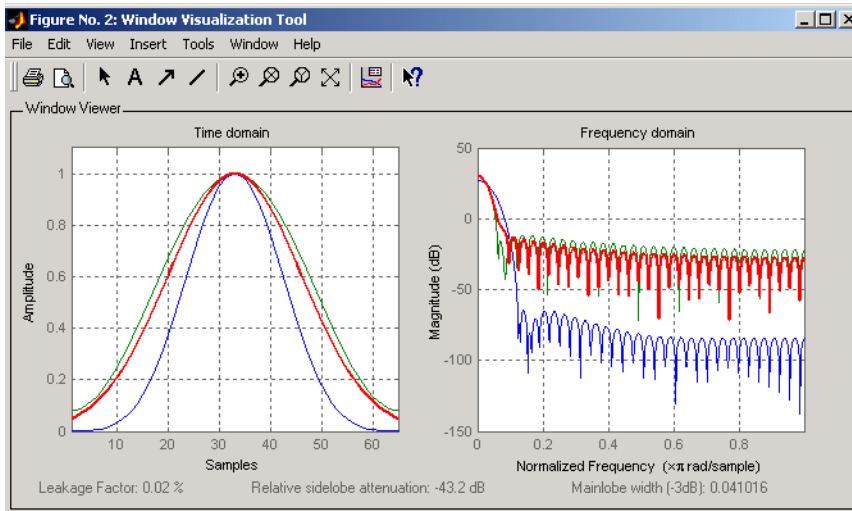 Figure No. 2: Window Visualization Tool
File Edit View Insert Tools Window Help
A
Window Viewer
Time domain
1
0.8
0.6
0.4
0.2
0
10 20 30 40 50 60
Amplitude
Samples
Frequency domain
50
0
-50
-100
-150
0 0.2 0.4 0.6 0.8
Magnitude (dB)
Normalized Frequency (×π rad/sample)
Leakage Factor: 0.02 % Relative sidelobe attenuation: -43.2 dB Mainlobe width (-3dB): 0.041016